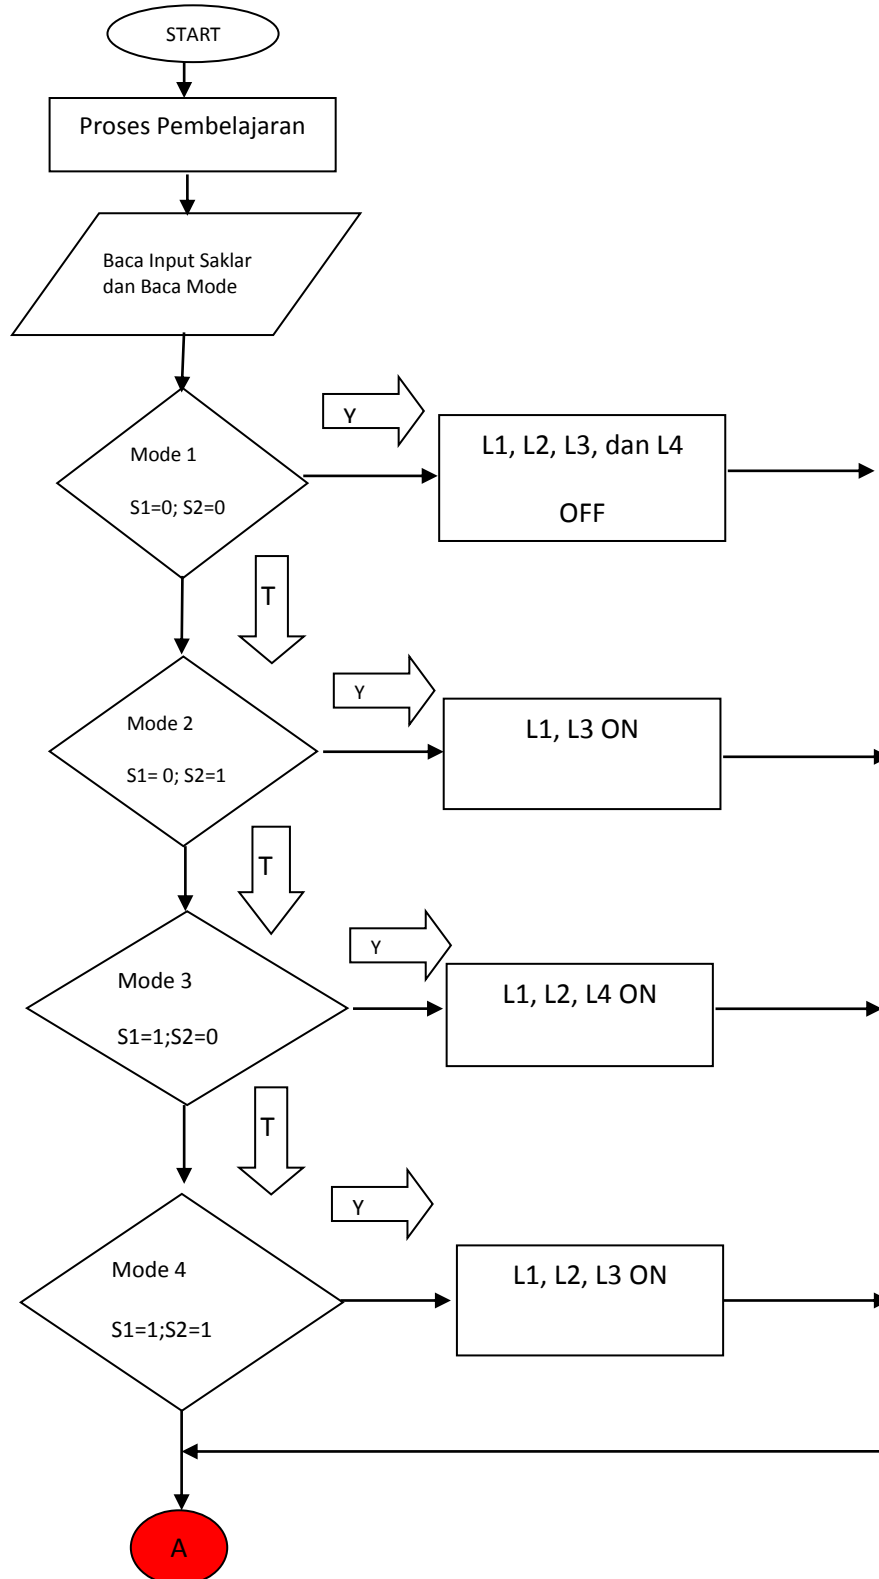 START
Proses Pembelajaran
Baca Input Saklar
dan Baca Mode
Y
Mode 1
S1=0; S2=0
L1, L2, L3, dan L4
OFF
T
Y
Mode 2
S1= 0; S2=1
L1, L3 ON
T
Y
Mode 3
S1=1;S2=0
L1, L2, L4 ON
T
Y
Mode 4
S1=1;S2=1
L1, L2, L3 ON
A